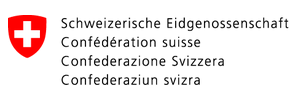 Schweizerische Eidgenossenschaft
Confédération suisse
Confederazione Svizzera
Confederaziun svizra